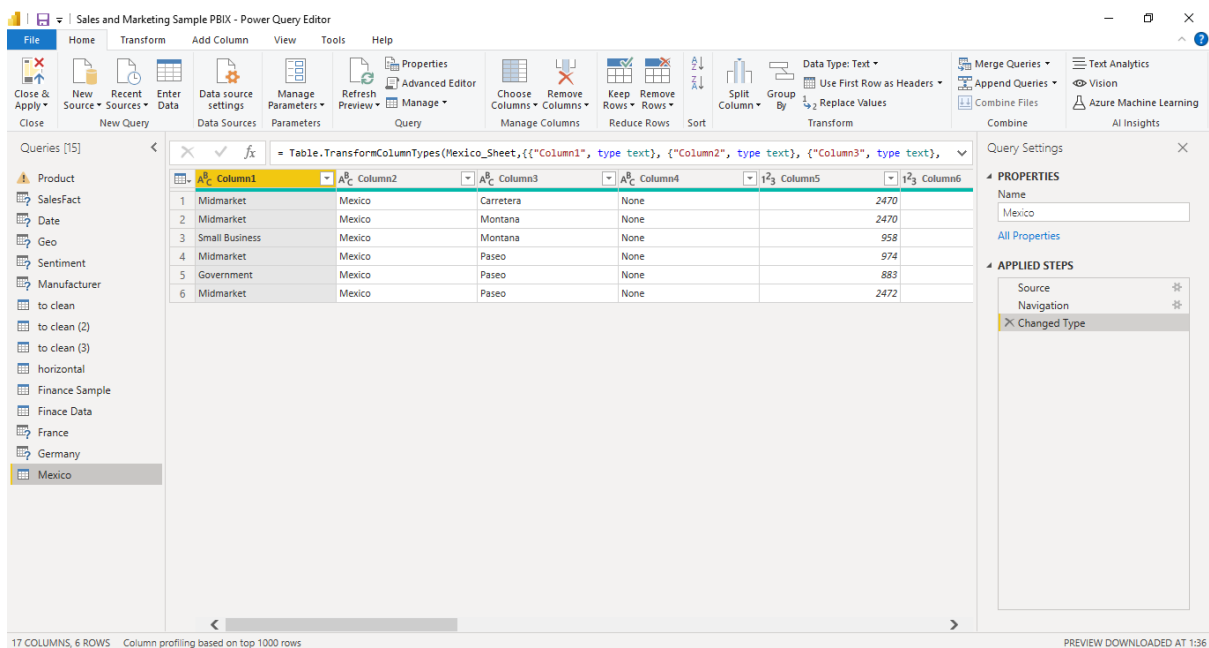 Sales and Marketing Sample PBIX - Power Query Editor
File Home Transform Add Column View Tools Help
Close & Apply
New Source
Recent Sources
Enter Data
Data source settings
Manage Parameters
Refresh Preview
Properties
Advanced Editor
Manage
Choose Columns
Remove Columns
Keep Rows
Remove Rows
Split Column
Group By
Data Type: Text
Use First Row as Headers
Replace Values
Merge Queries
Append Queries
Combine Files
Text Analytics
Vision
Azure Machine Learning
Close New Query Data Sources Parameters Query Manage Columns Reduce Rows Sort Transform Combine AI Insights
Queries [15]
Product
SalesFact
Date
Geo
Sentiment
Manufacturer
to clean
to clean (2)
to clean (3)
horizontal
Finance Sample
Finace Data
France
Germany
Mexico
fx = Table.TransformColumnTypes(Mexico_Sheet,{{"Column1", type text}, {"Column2", type text}, {"Column3", type text},
ABC Column1 ABC Column2 ABC Column3 ABC Column4 123 Column5 123 Column6
1 Midmarket Mexico Carretera None 2470
2 Midmarket Mexico Montana None 2470
3 Small Business Mexico Montana None 958
4 Midmarket Mexico Paseo None 974
5 Government Mexico Paseo None 883
6 Midmarket Mexico Paseo None 2472
Query Settings
PROPERTIES
Name
Mexico
All Properties
APPLIED STEPS
Source
Navigation
Changed Type
17 COLUMNS, 6 ROWS Column profiling based on top 1000 rows
PREVIEW DOWNLOADED AT 1:36